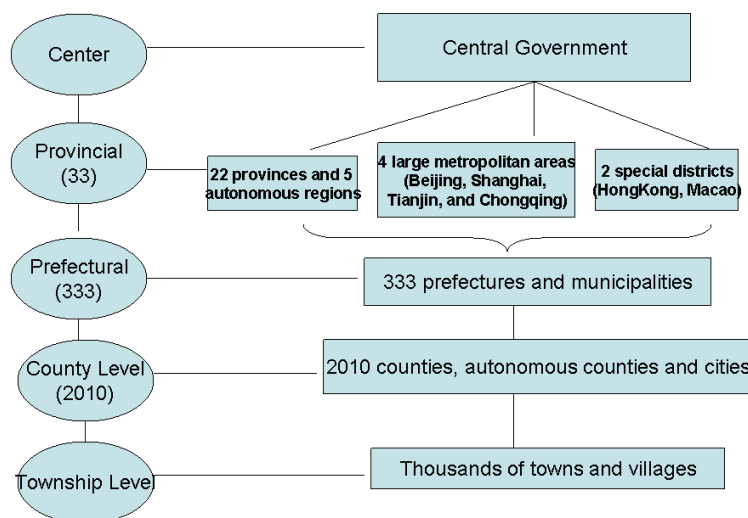 Center
Central Government
Provincial
(33)
22 provinces and 5
autonomous regions
4 large metropolitan areas
(Beijing, Shanghai,
Tianjin, and Chongqing)
2 special districts
(HongKong, Macao)
Prefectural
(333)
333 prefectures and municipalities
County Level
(2010)
2010 counties, autonomous counties and cities
Township Level
Thousands of towns and villages